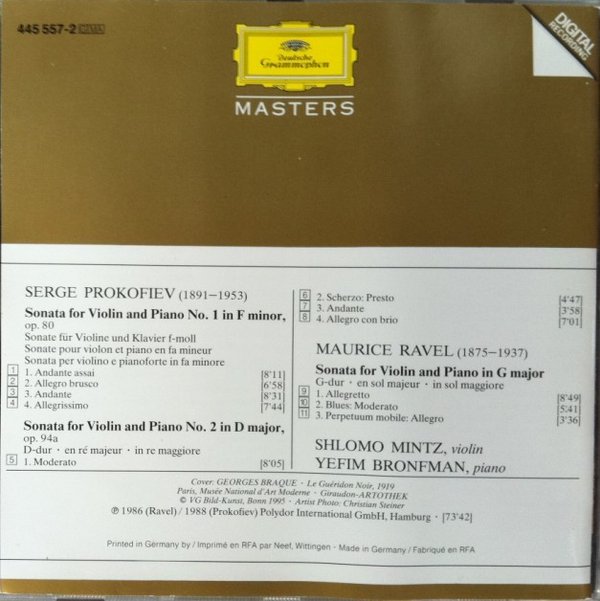 445 557-2 GIMA
Deutsche
Grammophon
MASTERS
DIGITAL
RECORDING
SERGE PROKOFIEV (1891–1953)
Sonata for Violin and Piano No. 1 in F minor,
op. 80
Sonate für Violine und Klavier f-moll
Sonate pour violon et piano en fa mineur
Sonata per violino e pianoforte in fa minore
1 1. Andante assai [8'11]
2 2. Allegro brusco [6'58]
3 3. Andante [8'31]
4 4. Allegrissimo [7'44]
Sonata for Violin and Piano No. 2 in D major,
op. 94a
D-dur · en ré majeur · in re maggiore
5 1. Moderato [8'05]
6 2. Scherzo: Presto [4'47]
7 3. Andante [3'58]
8 4. Allegro con brio [7'01]
MAURICE RAVEL (1875-1937)
Sonata for Violin and Piano in G major
G-dur · en sol majeur · in sol maggiore
9 1. Allegretto [8'49]
10 2. Blues: Moderato [5:41]
11 3. Perpetuum mobile: Allegro [3'36]
SHLOMO MINTZ, violin
YEFIM BRONFMAN, piano
Cover: GEORGES BRAQUE · Le Guéridon Noir, 1919
Paris, Musée National d'Art Moderne · Giraudon-ARTOTHEK
© VG Bild-Kunst, Bonn 1995 · Artist Photo: Christian Steiner
℗ 1986 (Ravel) / 1988 (Prokofiev) Polydor International GmbH, Hamburg · [73'42]
Printed in Germany by / Imprimé en RFA par Neef, Wittingen · Made in Germany / Fabriqué en RFA